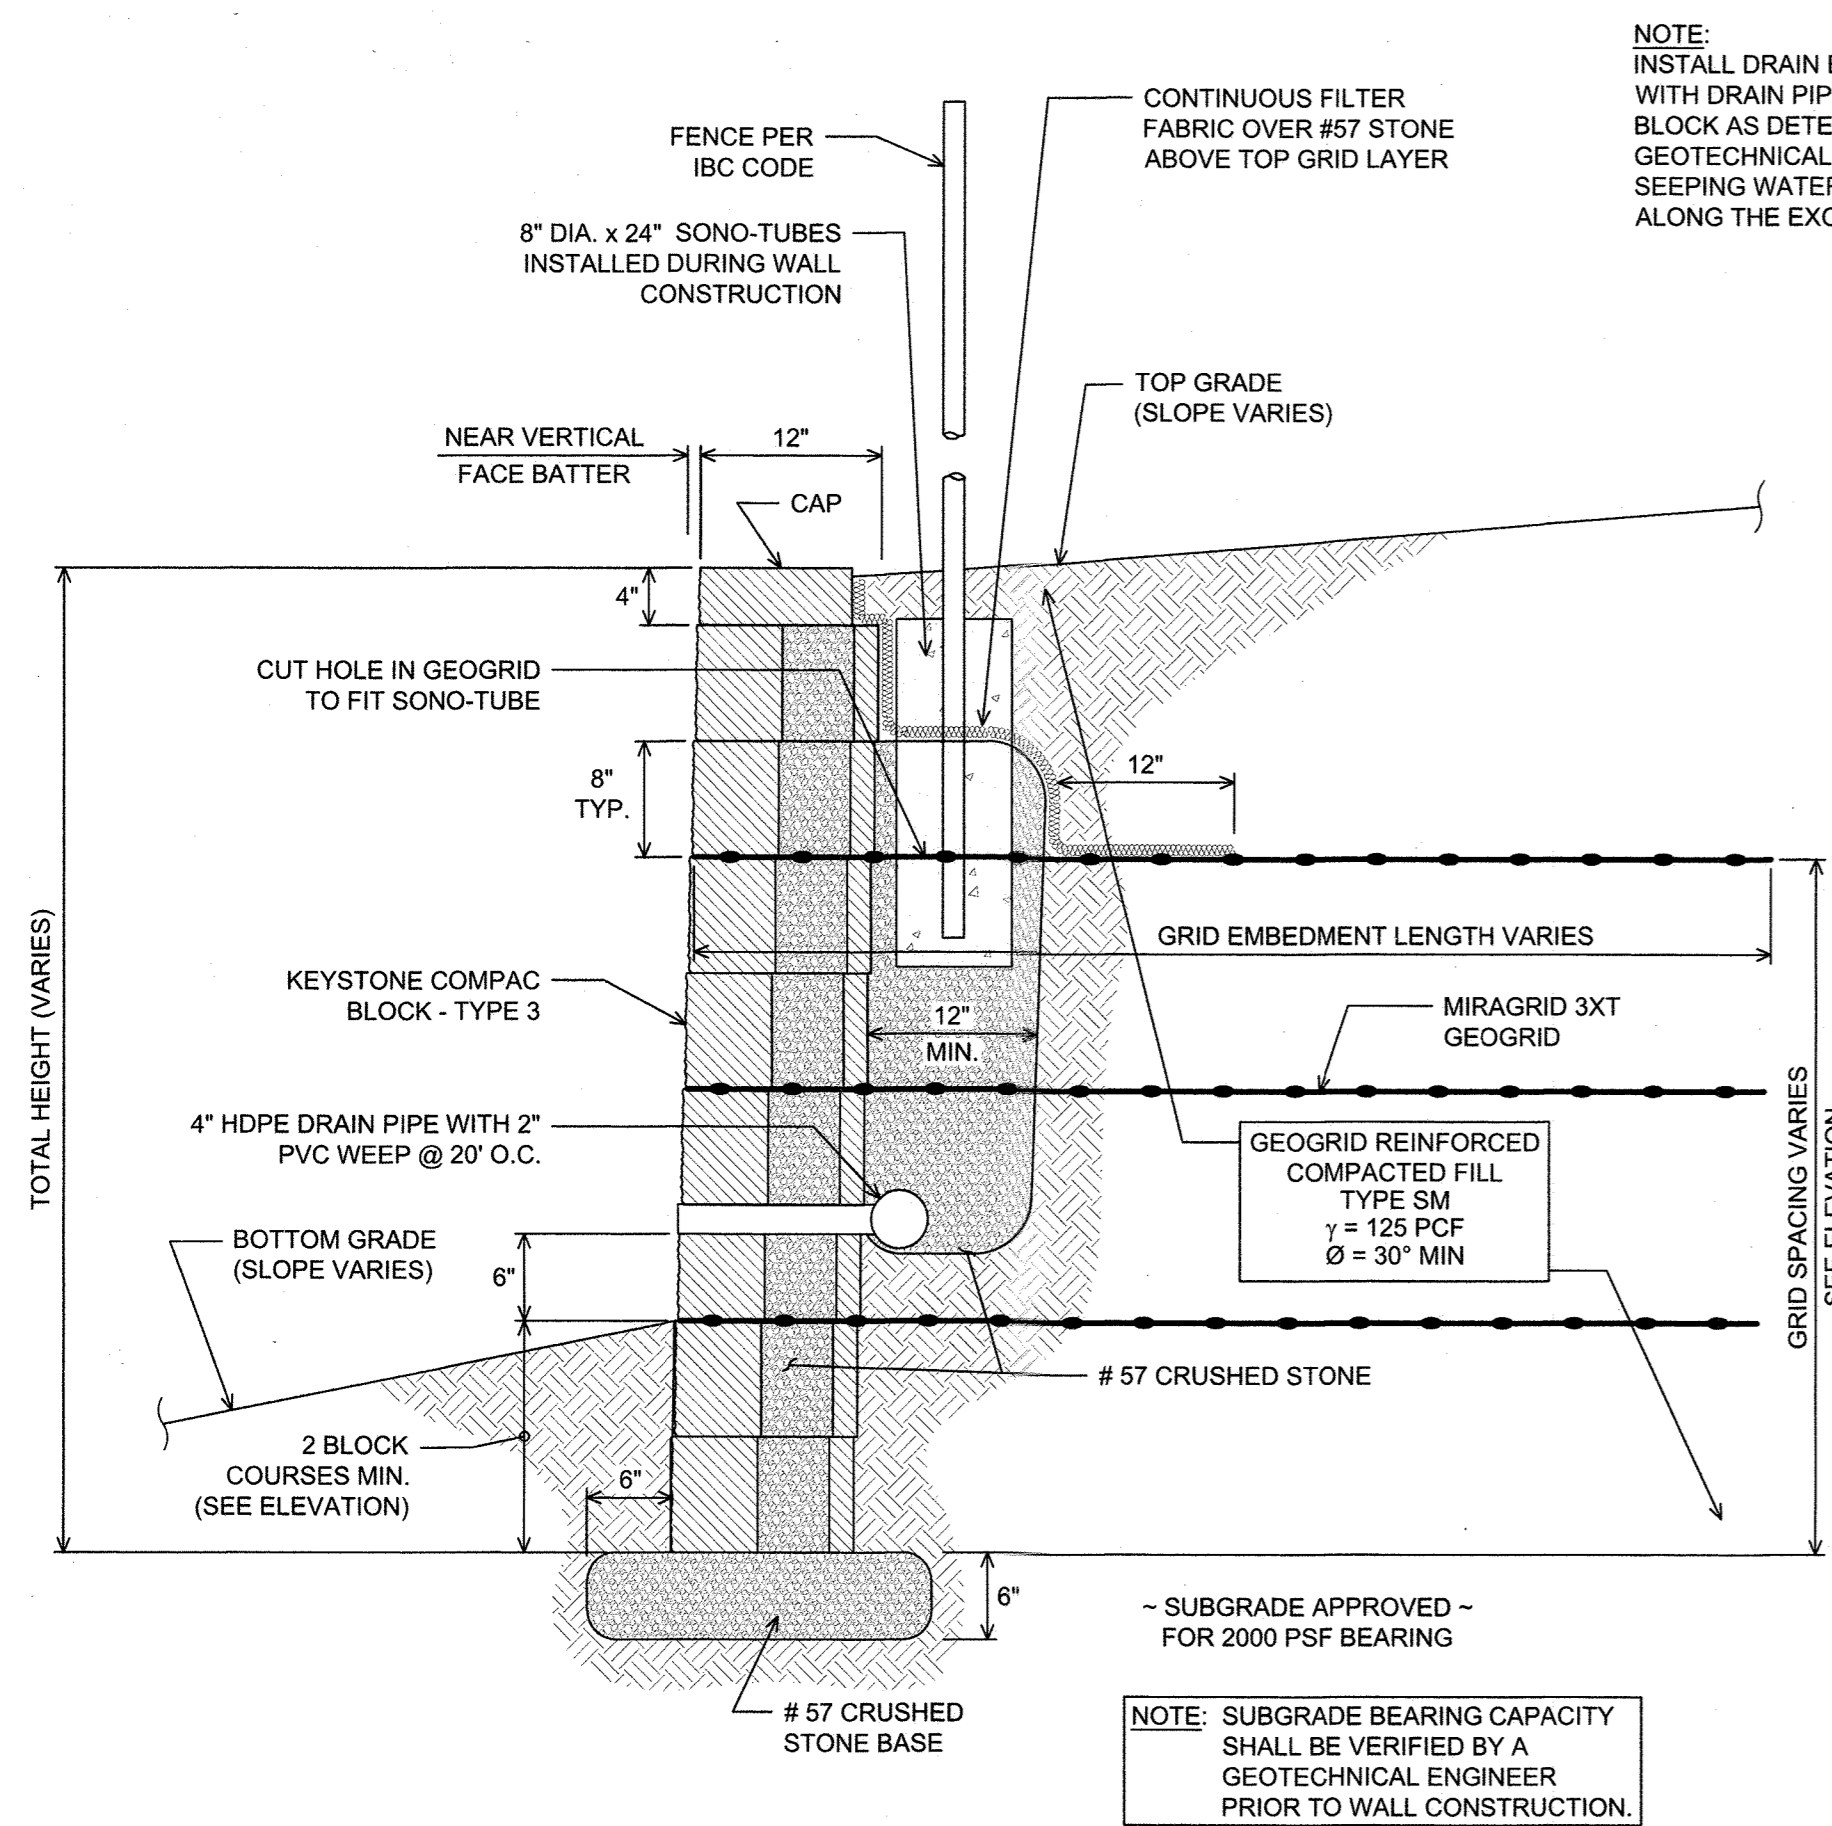 NOTE:
INSTALL DRAIN
WITH DRAIN
BLOCK AS
GEOTECHNICAL
SEEPING
ALONG THE
FENCE PER
IBC CODE
CONTINUOUS FILTER
FABRIC OVER #57 STONE
ABOVE TOP GRID LAYER
8" DIA. x 24" SONO-TUBES
INSTALLED DURING WALL
CONSTRUCTION
TOP GRADE
(SLOPE VARIES)
NEAR VERTICAL
FACE BATTER
12"
CAP
4"
CUT HOLE IN GEOGRID
TO FIT SONO-TUBE
8"
TYP.
12"
GRID EMBEDMENT LENGTH VARIES
TOTAL HEIGHT (VARIES)
KEYSTONE COMPAC
BLOCK - TYPE 3
12"
MIN.
MIRAGRID 3XT
GEOGRID
4" HDPE DRAIN PIPE WITH 2"
PVC WEEP @ 20' O.C.
GEOGRID REINFORCED
COMPACTED FILL
TYPE SM
γ = 125 PCF
Ø = 30° MIN
GRID SPACING VARIES
SEE ELEVATION
BOTTOM GRADE
(SLOPE VARIES)
6"
# 57 CRUSHED STONE
2 BLOCK
COURSES MIN.
(SEE ELEVATION)
6"
6"
~ SUBGRADE APPROVED ~
FOR 2000 PSF BEARING
# 57 CRUSHED
STONE BASE
NOTE: SUBGRADE BEARING CAPACITY
SHALL BE VERIFIED BY A
GEOTECHNICAL ENGINEER
PRIOR TO WALL CONSTRUCTION.